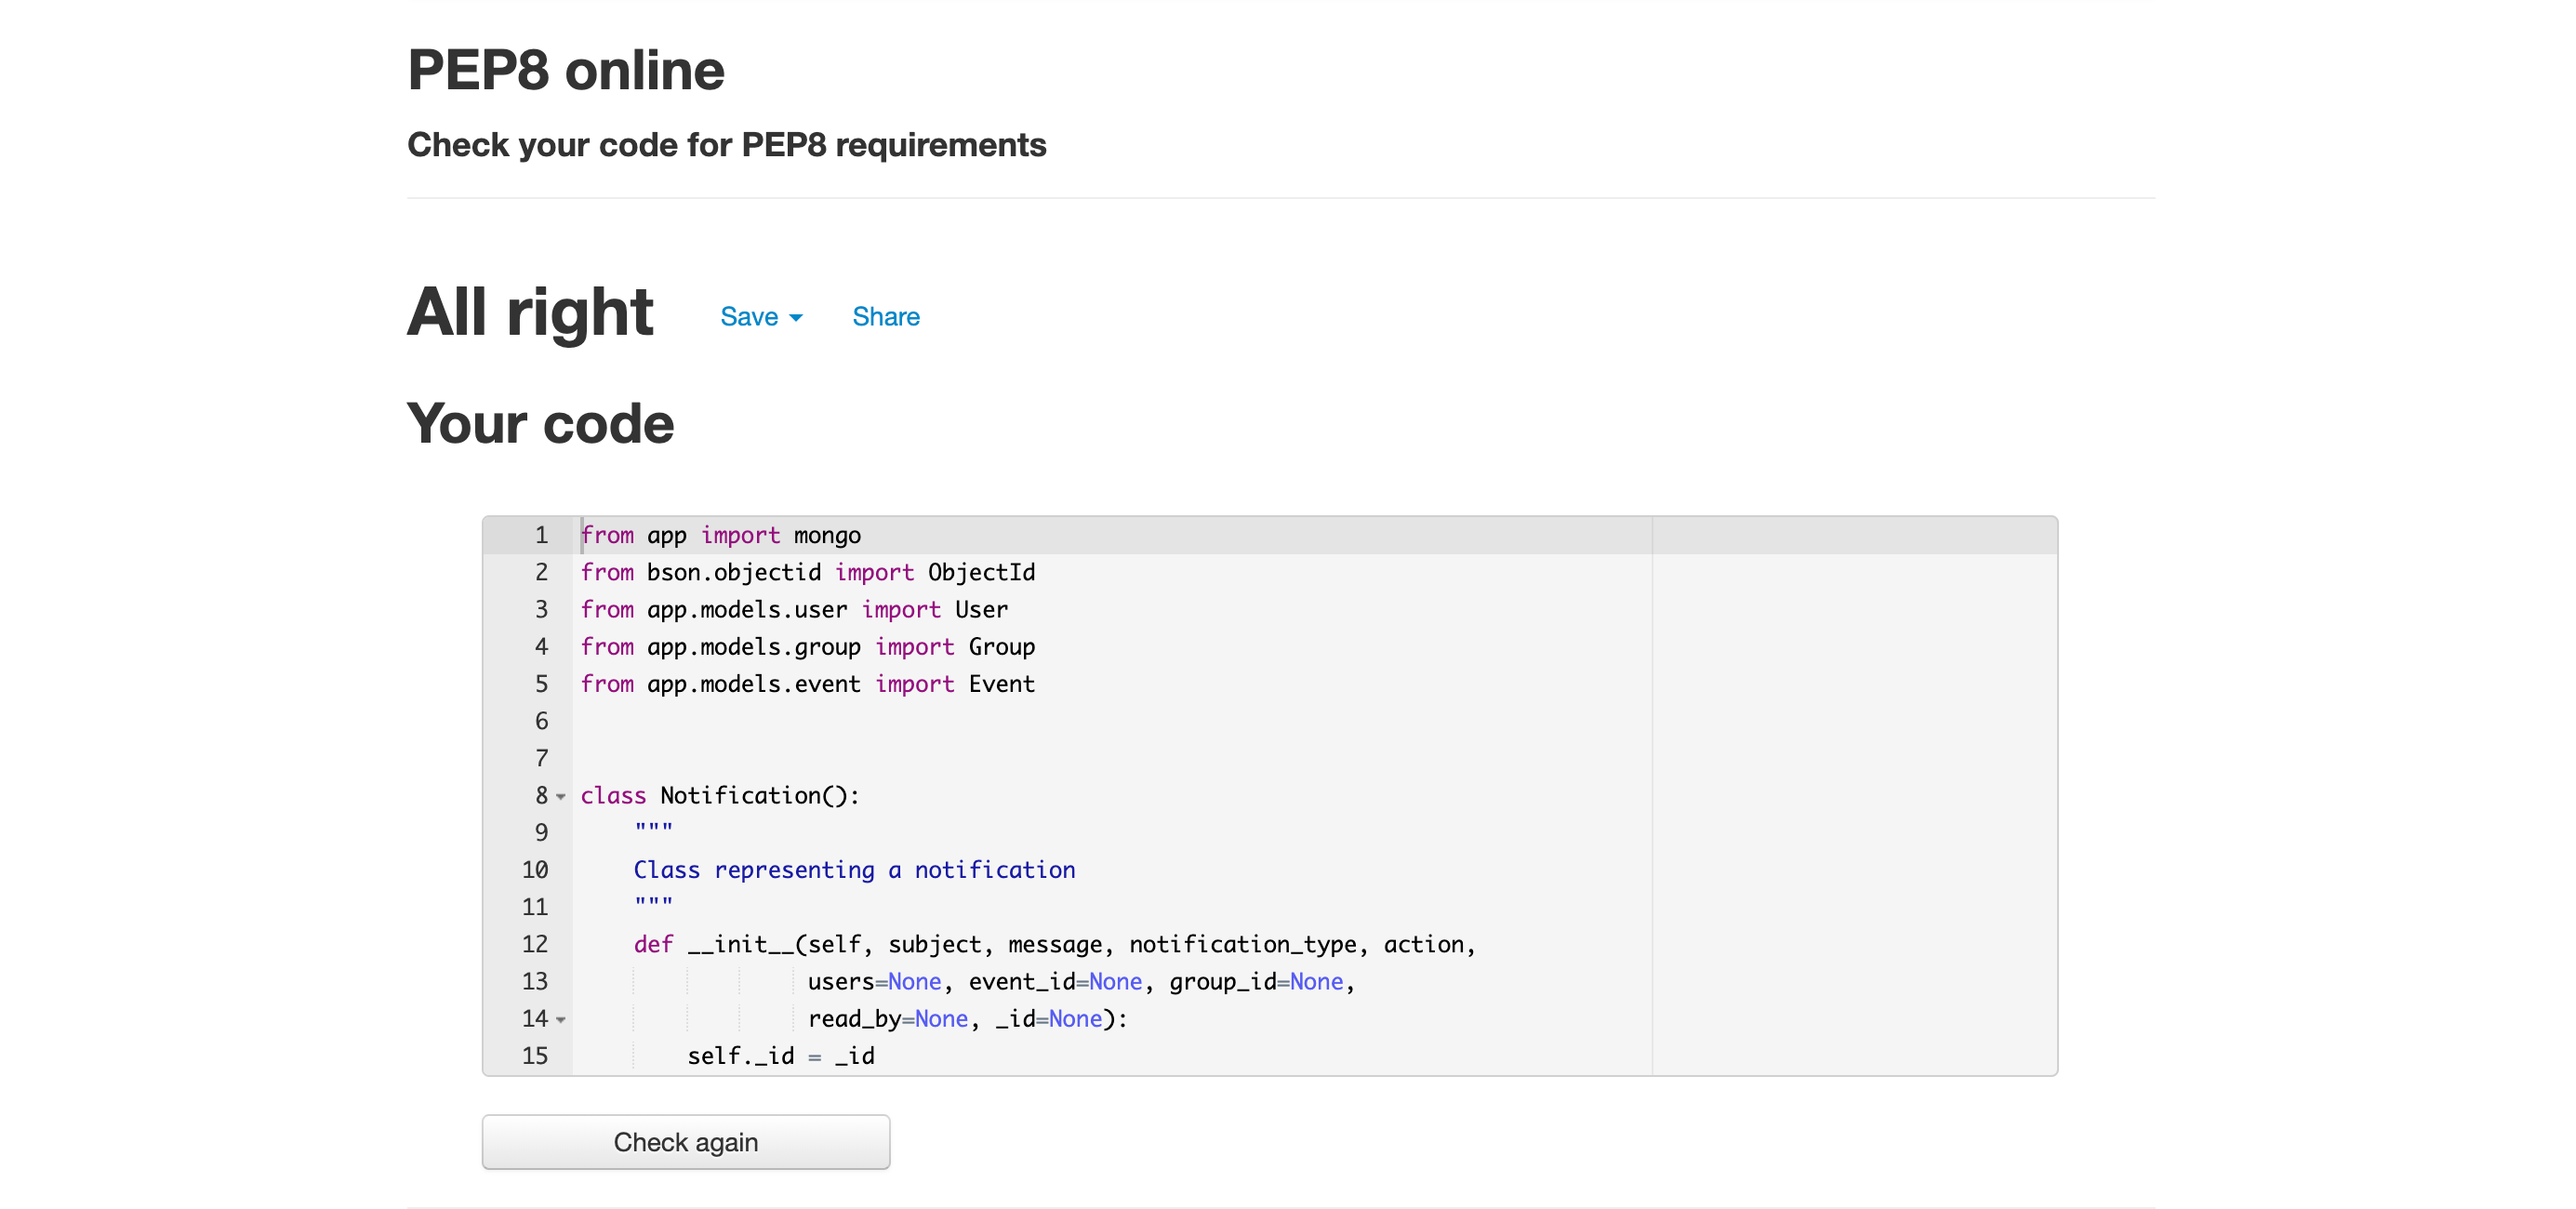 PEP8 online
Check your code for PEP8 requirements
All right Save Share
Your code
1 from app import mongo
2 from bson.objectid import ObjectId
3 from app.models.user import User
4 from app.models.group import Group
5 from app.models.event import Event
6
7
8 class Notification():
9     """
10     Class representing a notification
11     """
12     def __init__(self, subject, message, notification_type, action,
13                  users=None, event_id=None, group_id=None,
14                  read_by=None, _id=None):
15         self._id = _id
Check again